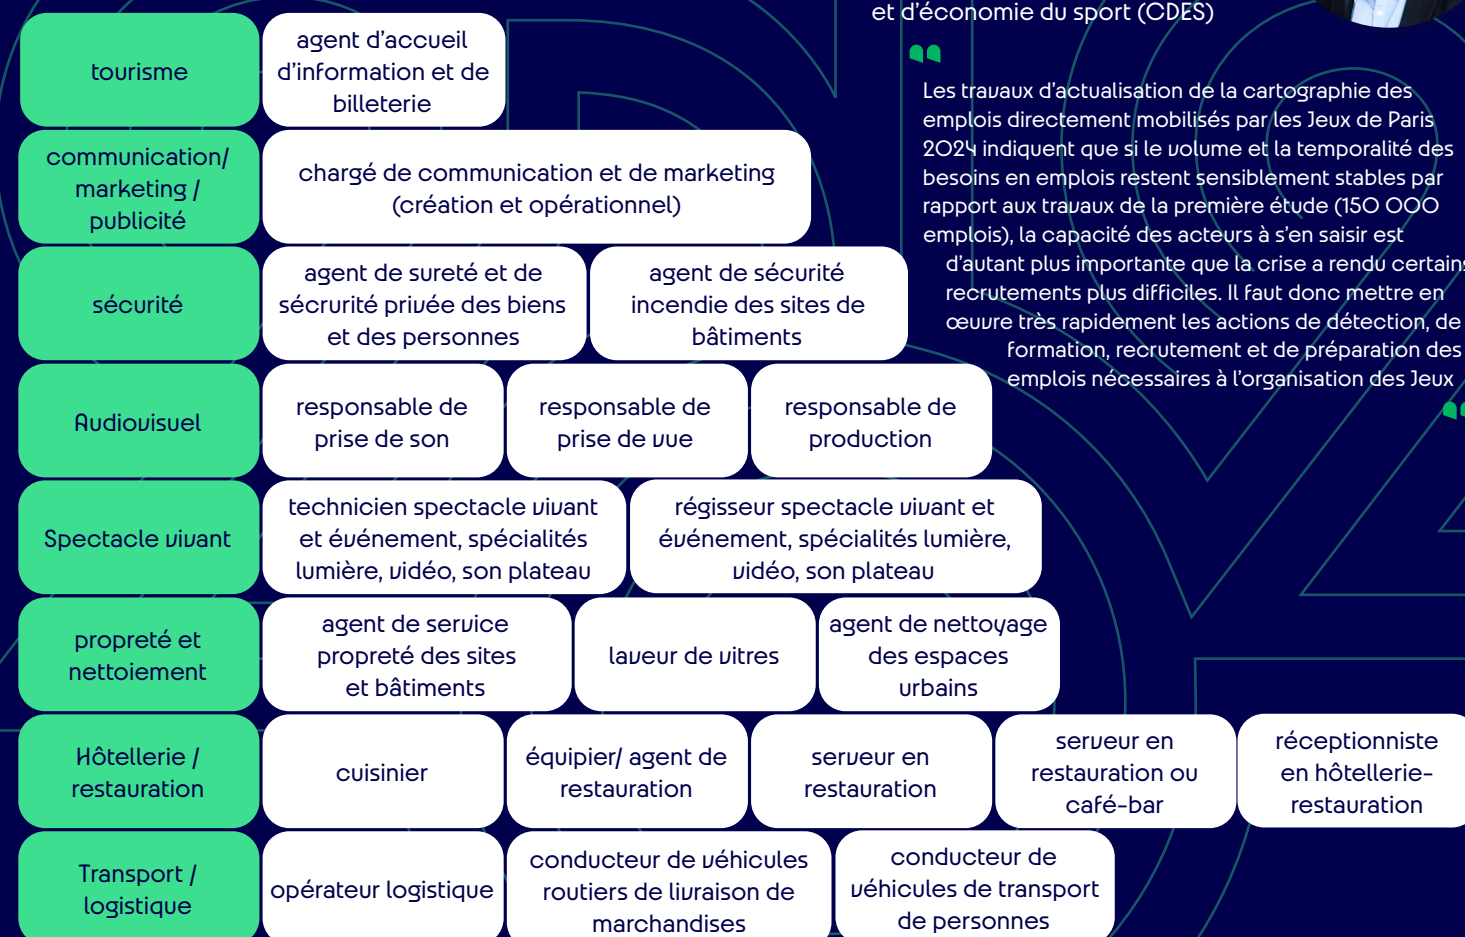 et d'économie du sport (CDES)
Les travaux d'actualisation de la cartographie des
emplois directement mobilisés par les Jeux de Paris
2024 indiquent que si le volume et la temporalité des
besoins en emplois restent sensiblement stables par
rapport aux travaux de la première étude (150 000
emplois), la capacité des acteurs à s'en saisir est
d'autant plus importante que la crise a rendu certains
recrutements plus difficiles. Il faut donc mettre en
œuvre très rapidement les actions de détection, de
formation, recrutement et de préparation des
emplois nécessaires à l'organisation des Jeux
tourisme
agent d'accueil
d'information et de
billeterie
communication/
marketing /
publicité
chargé de communication et de marketing
(création et opérationnel)
sécurité
agent de sureté et de
sécrurité privée des biens
et des personnes
agent de sécurité
incendie des sites de
bâtiments
Audiovisuel
responsable de
prise de son
responsable de
prise de vue
responsable de
production
Spectacle vivant
technicien spectacle vivant
et événement, spécialités
lumière, vidéo, son plateau
régisseur spectacle vivant et
événement, spécialités lumière,
vidéo, son plateau
propreté et
nettoiement
agent de service
propreté des sites
et bâtiments
laveur de vitres
agent de nettoyage
des espaces
urbains
Hôtellerie /
restauration
cuisinier
équipier/ agent de
restauration
serveur en
restauration
serveur en
restauration ou
café-bar
réceptionniste
en hôtellerie-
restauration
Transport /
logistique
opérateur logistique
conducteur de véhicules
routiers de livraison de
marchandises
conducteur de
véhicules de transport
de personnes